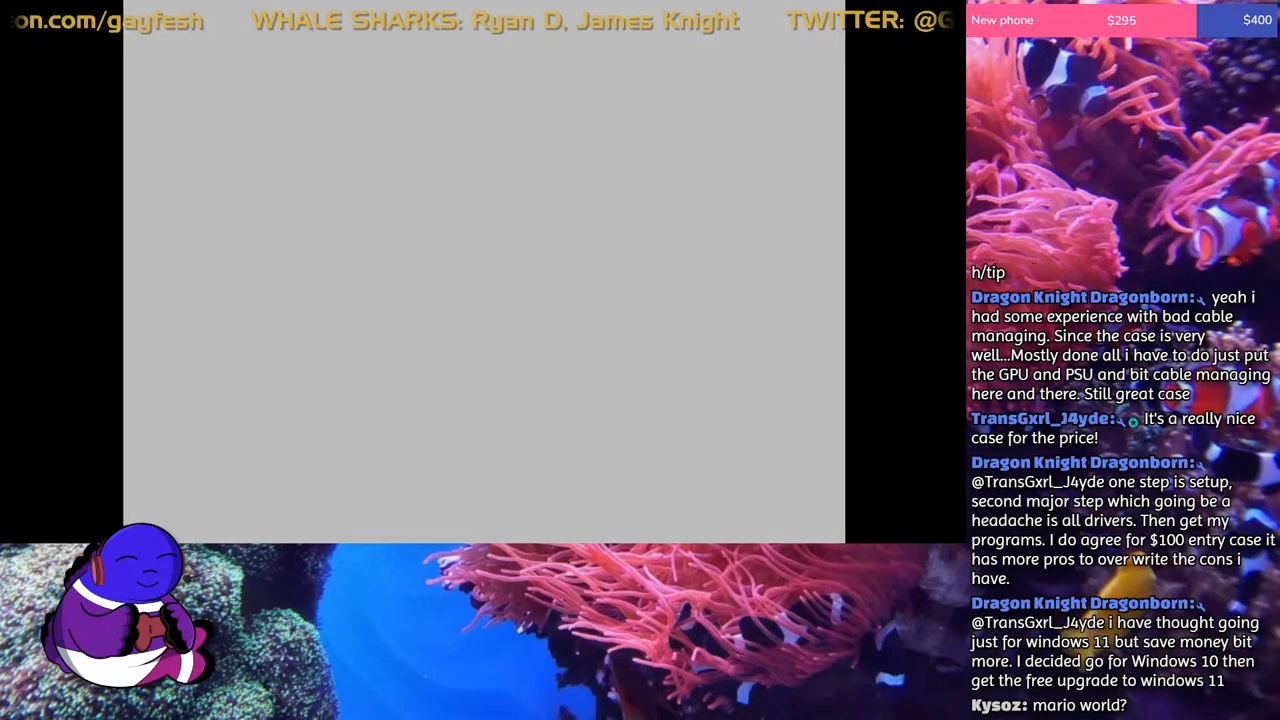 on.com/gayfesh WHALE SHARKS: Ryan D, James Knight TWITTER: @G
New phone $295 $400
h/tip
Dragon Knight Dragonborn: yeah i
had some experience with bad cable
managing. Since the case is very
well...Mostly done all i have to do just put
the GPU and PSU and bit cable managing
here and there. Still great case
TransGxrl_J4yde: It's a really nice
case for the price!
Dragon Knight Dragonborn:
@TransGxrl_J4yde one step is setup,
second major step which going be a
headache is all drivers. Then get my
programs. I do agree for $100 entry case it
has more pros to over write the cons i
have.
Dragon Knight Dragonborn:
@TransGxrl_J4yde i have thought going
just for windows 11 but save money bit
more. I decided go for Windows 10 then
get the free upgrade to windows 11
Kysoz: mario world?